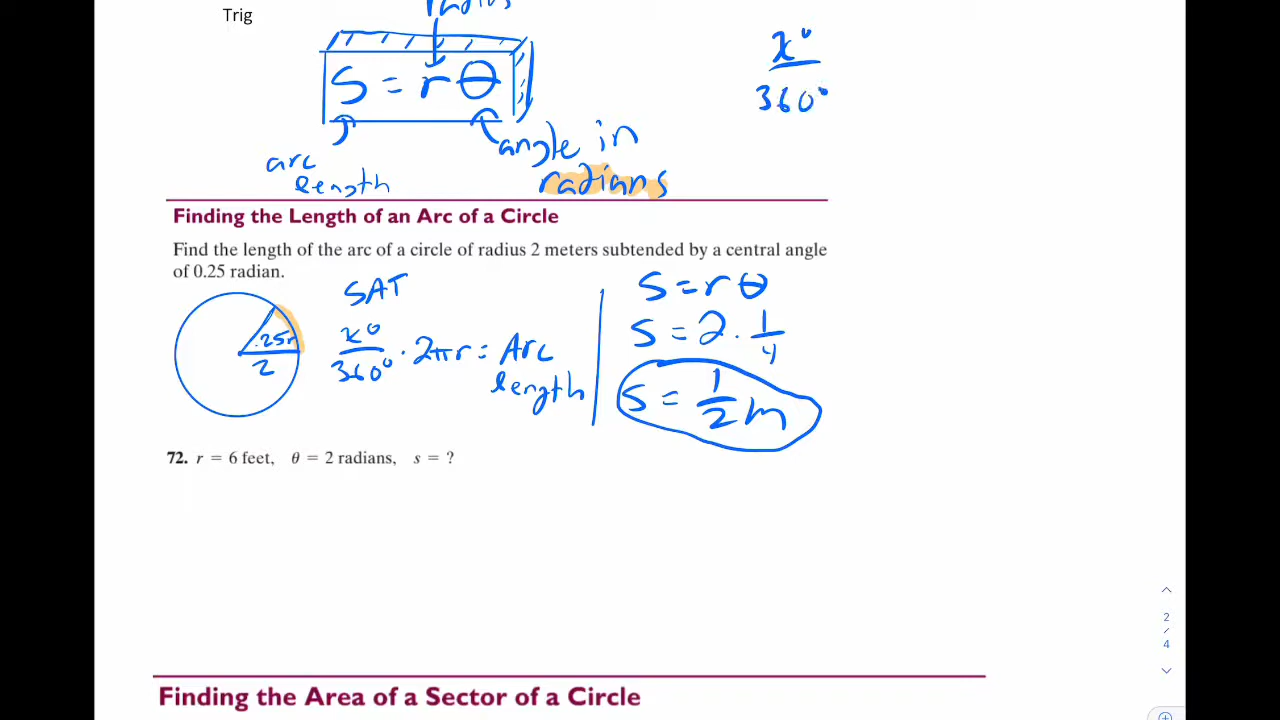 Trig
radius
S = r θ
arc
length
angle in
radians
x°
360°
Finding the Length of an Arc of a Circle
Find the length of the arc of a circle of radius 2 meters subtended by a central angle
of 0.25 radian.
.25r
2
SAT
x°/360° · 2πr = Arc
length
S = r θ
S = 2 · 1/4
S = 1/2 m
72. r = 6 feet, θ = 2 radians, s = ?
2
/
4
Finding the Area of a Sector of a Circle